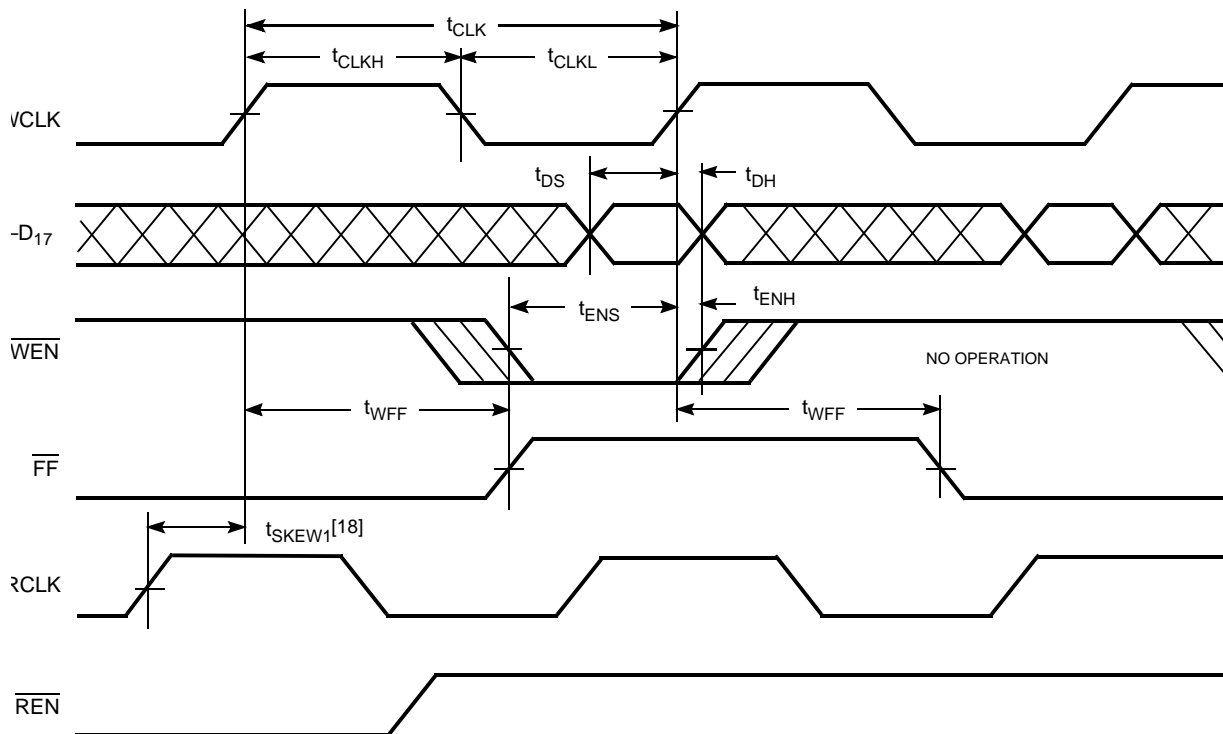 tCLK
tCLKH
tCLKL
WCLK
tDS
tDH
–D17
tENS
tENH
WEN
NO OPERATION
tWFF
tWFF
FF
tSKEW1[18]
RCLK
REN